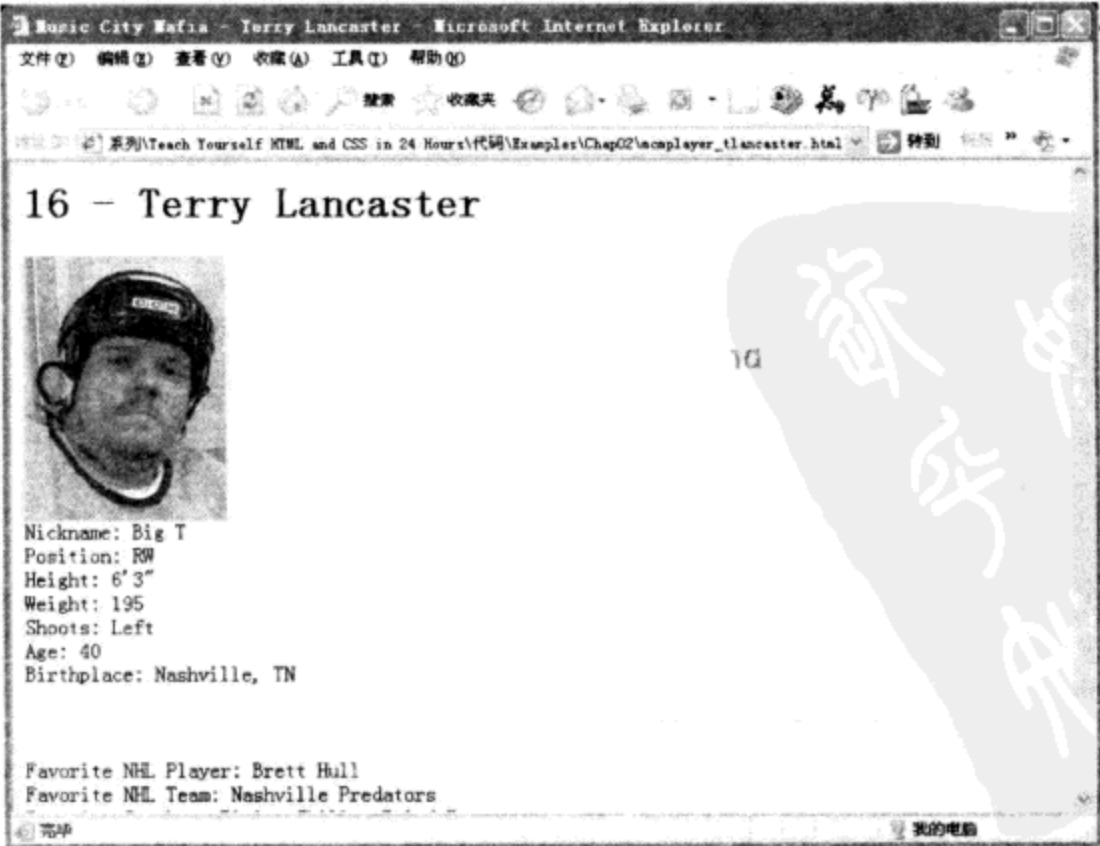 Music City Mafia - Terry Lancaster - Microsoft Internet Explorer
文件(F) 编辑(E) 查看(V) 收藏(A) 工具(T) 帮助(H)
搜索 收藏夹
系列\Teach Yourself HTML and CSS in 24 Hours\代码\Examples\Chap02\mcmplayer_tlancaster.html 转到
16 - Terry Lancaster
Nickname: Big T
Position: RW
Height: 6'3"
Weight: 195
Shoots: Left
Age: 40
Birthplace: Nashville, TN
Favorite NHL Player: Brett Hull
Favorite NHL Team: Nashville Predators
完毕 我的电脑